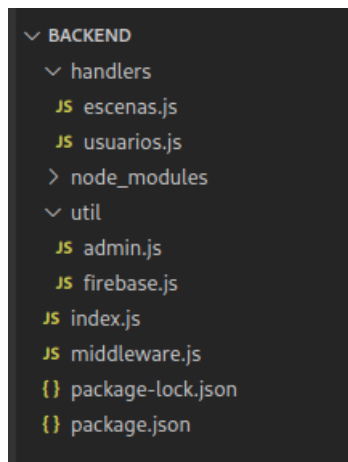 BACKEND
handlers
JS escenas.js
JS usuarios.js
node_modules
util
JS admin.js
JS firebase.js
JS index.js
JS middleware.js
{} package-lock.json
{} package.json